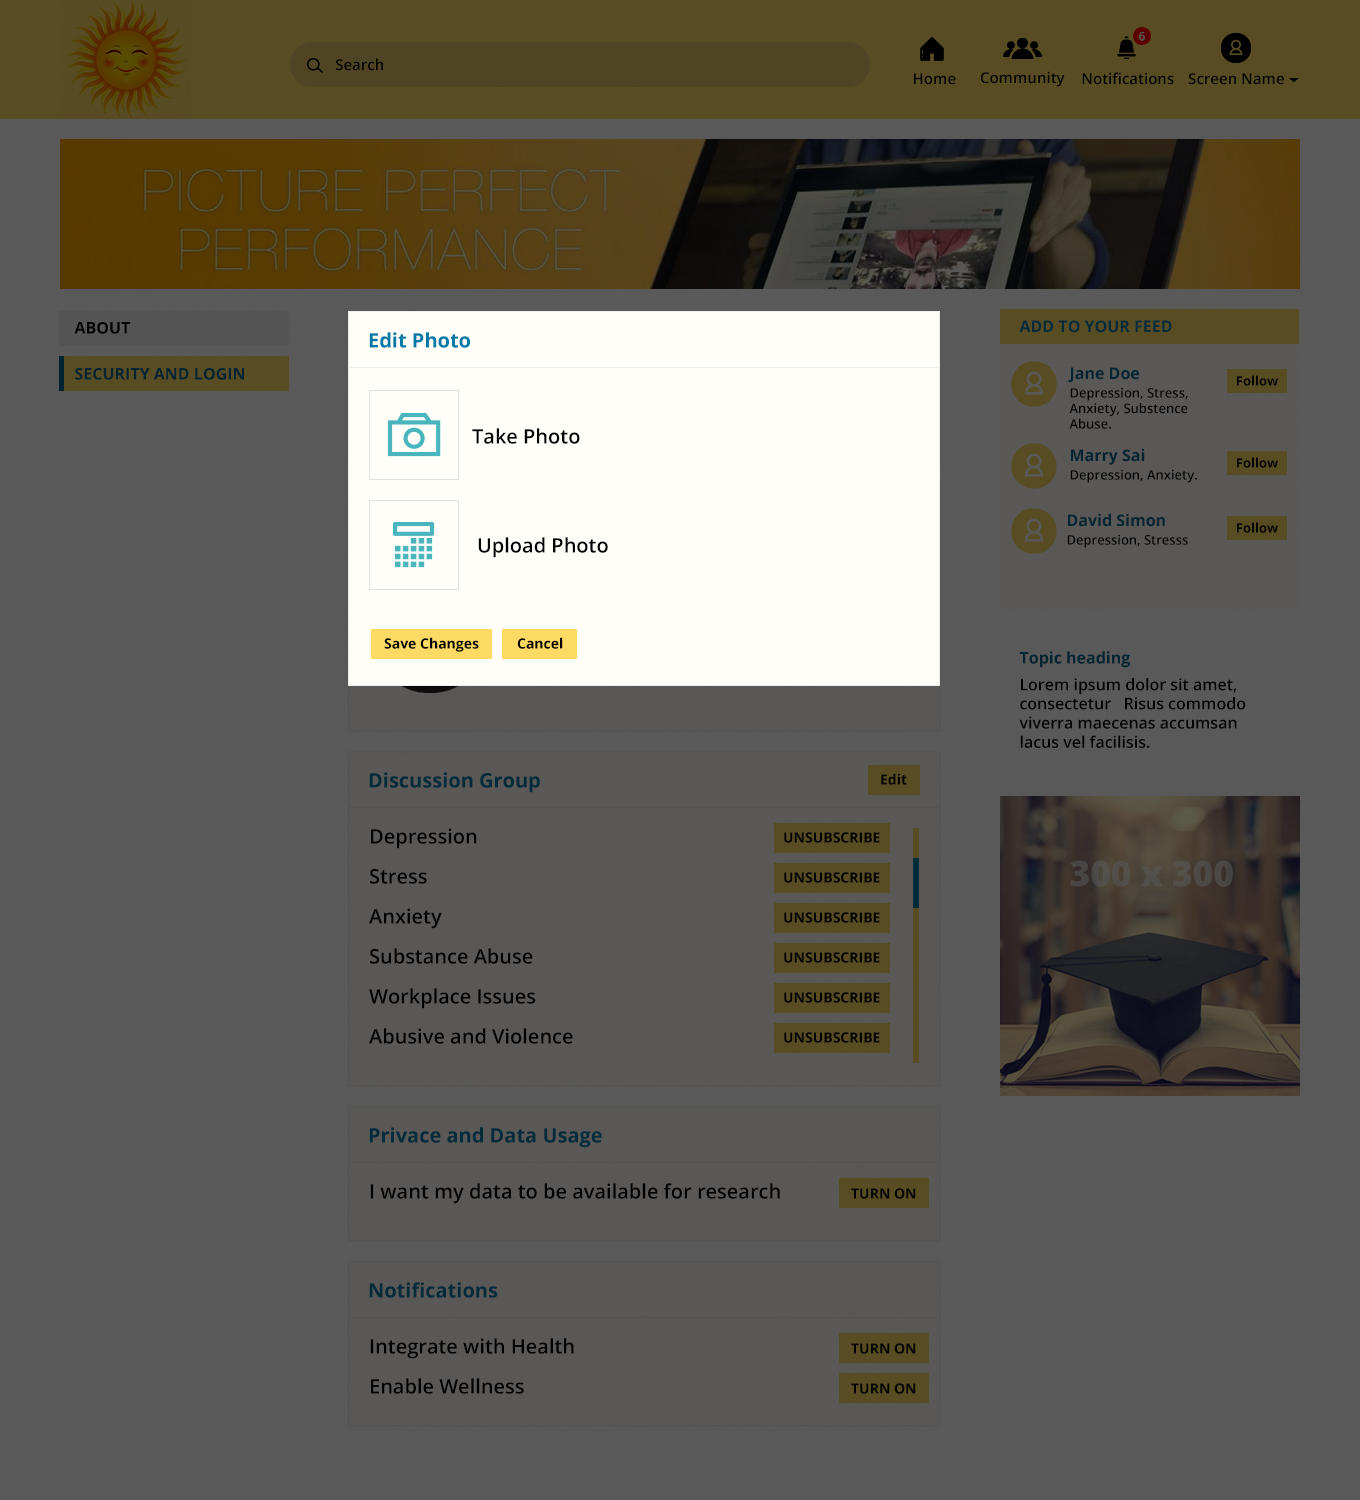 Search
Home
Community
6
Notifications
Screen Name
PICTURE PERFECT
PERFORMANCE
ABOUT
SECURITY AND LOGIN
Edit Photo
Take Photo
Upload Photo
Save Changes
Cancel
Discussion Group
Edit
Depression
UNSUBSCRIBE
Stress
UNSUBSCRIBE
Anxiety
UNSUBSCRIBE
Substance Abuse
UNSUBSCRIBE
Workplace Issues
UNSUBSCRIBE
Abusive and Violence
UNSUBSCRIBE
Privace and Data Usage
I want my data to be available for research
TURN ON
Notifications
Integrate with Health
TURN ON
Enable Wellness
TURN ON
ADD TO YOUR FEED
Jane Doe
Depression, Stress,
Anxiety, Substence
Abuse.
Follow
Marry Sai
Depression, Anxiety.
Follow
David Simon
Depression, Stresss
Follow
Topic heading
Lorem ipsum dolor sit amet,
consectetur Risus commodo
viverra maecenas accumsan
lacus vel facilisis.
300 x 300